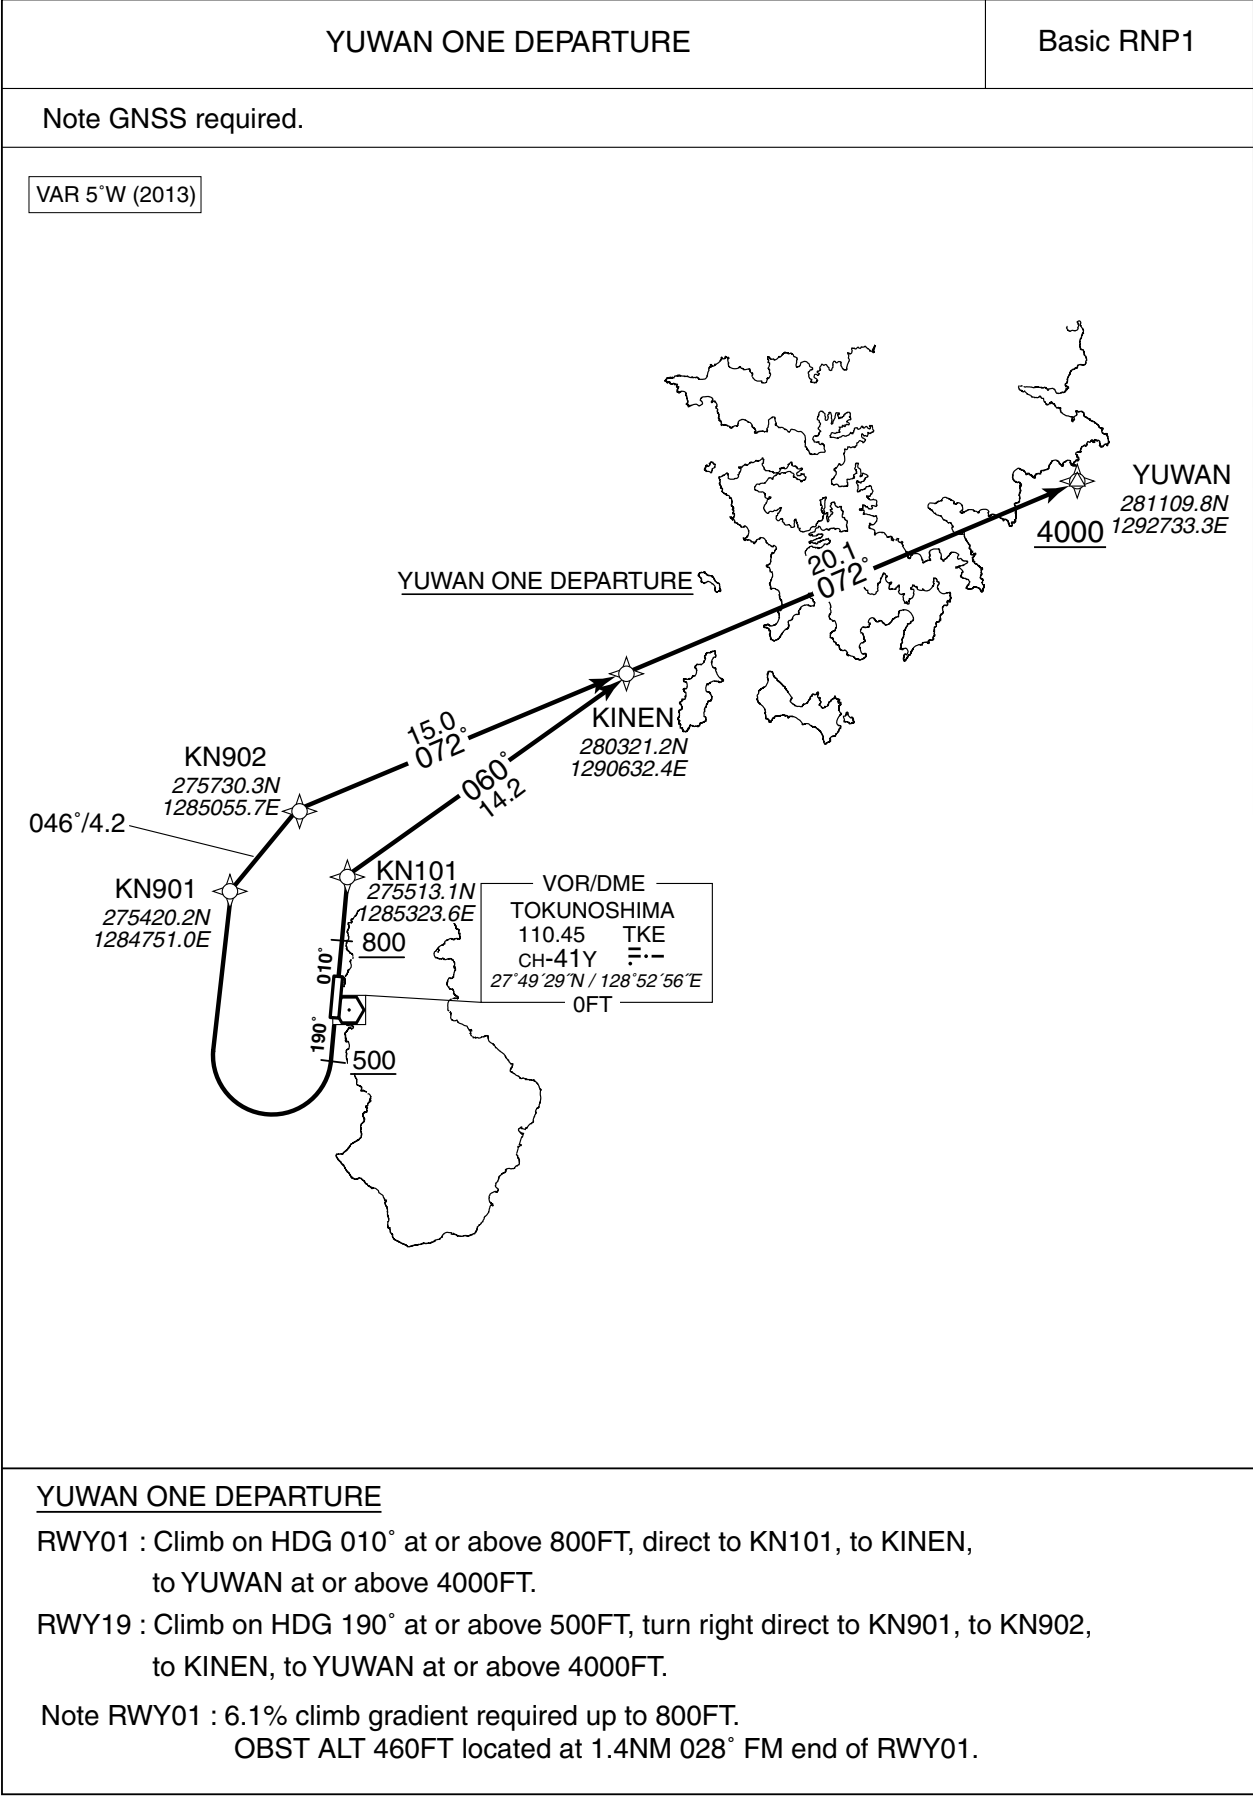 YUWAN ONE DEPARTURE
Basic RNP1
Note GNSS required.
VAR 5˚W (2013)
YUWAN
281109.8N
1292733.3E
4000
20.1
072˚
YUWAN ONE DEPARTURE
KINEN
280321.2N
1290632.4E
15.0
072˚
060˚
14.2
KN902
275730.3N
1285055.7E
046˚/4.2
KN901
275420.2N
1284751.0E
KN101
275513.1N
1285323.6E
800
010˚
190˚
500
VOR/DME
TOKUNOSHIMA
110.45 TKE
CH-41Y
27˚49´29˝N / 128˚52´56˝E
0FT
YUWAN ONE DEPARTURE
RWY01 : Climb on HDG 010˚ at or above 800FT, direct to KN101, to KINEN,
to YUWAN at or above 4000FT.
RWY19 : Climb on HDG 190˚ at or above 500FT, turn right direct to KN901, to KN902,
to KINEN, to YUWAN at or above 4000FT.
Note RWY01 : 6.1% climb gradient required up to 800FT.
OBST ALT 460FT located at 1.4NM 028˚ FM end of RWY01.